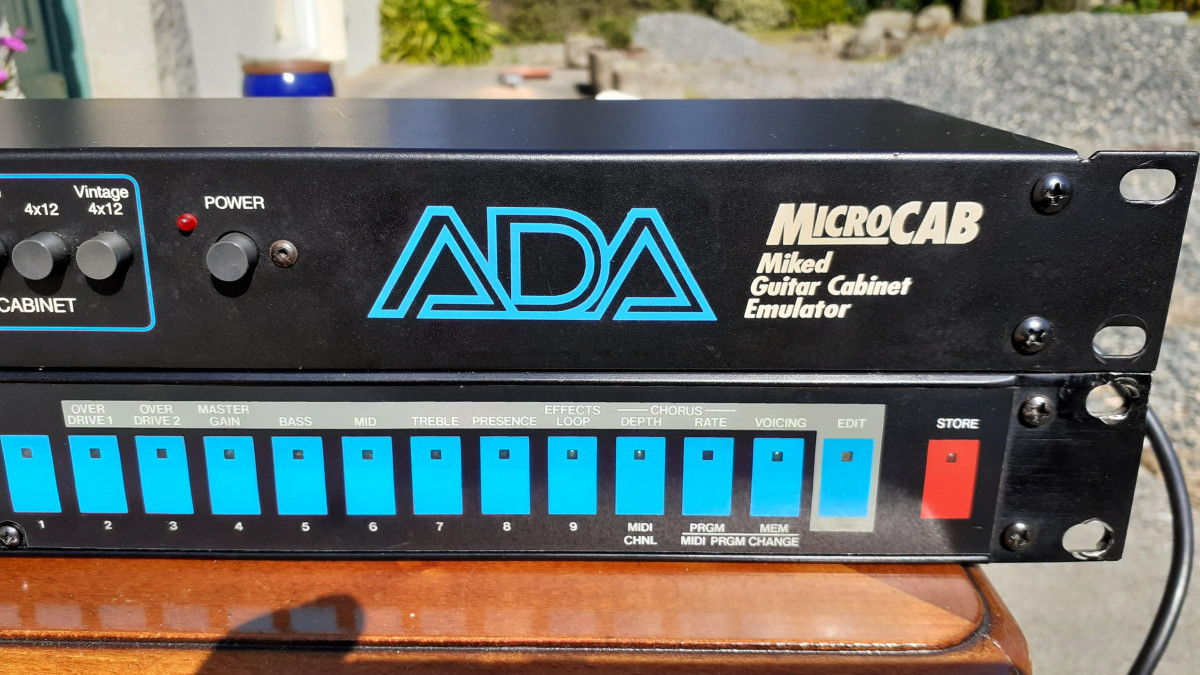 4x12
Vintage
4x12
CABINET
POWER
ADA
MICROCAB
Miked
Guitar Cabinet
Emulator
OVER
DRIVE 1
OVER
DRIVE 2
MASTER
GAIN
BASS
MID
TREBLE
PRESENCE
EFFECTS
LOOP
CHORUS
DEPTH
RATE
VOICING
EDIT
STORE
1
2
3
4
5
6
7
8
9
MIDI
CHNL
PRGM
MEM
MIDI PRGM CHANGE